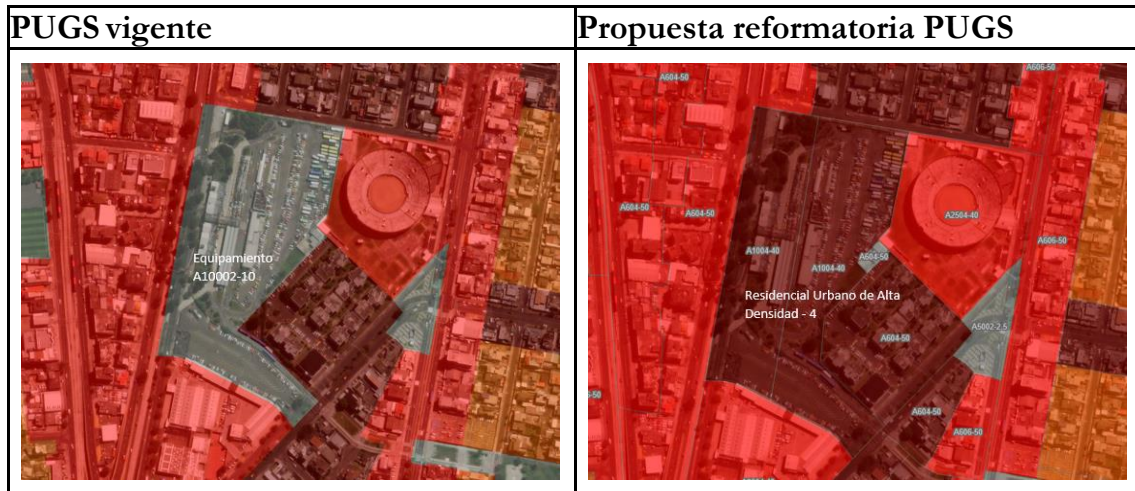 PUGS vigente
Propuesta reformatoria PUGS
Equipamiento
A10002-10
A604-50
A606-50
A604-50
A604-50
A2504-40
A1004-40
A606-50
A604-50
A1004-40
Residencial Urbano de Alta
Densidad - 4
A5002-2.5
A604-50
A604-50
A606-50